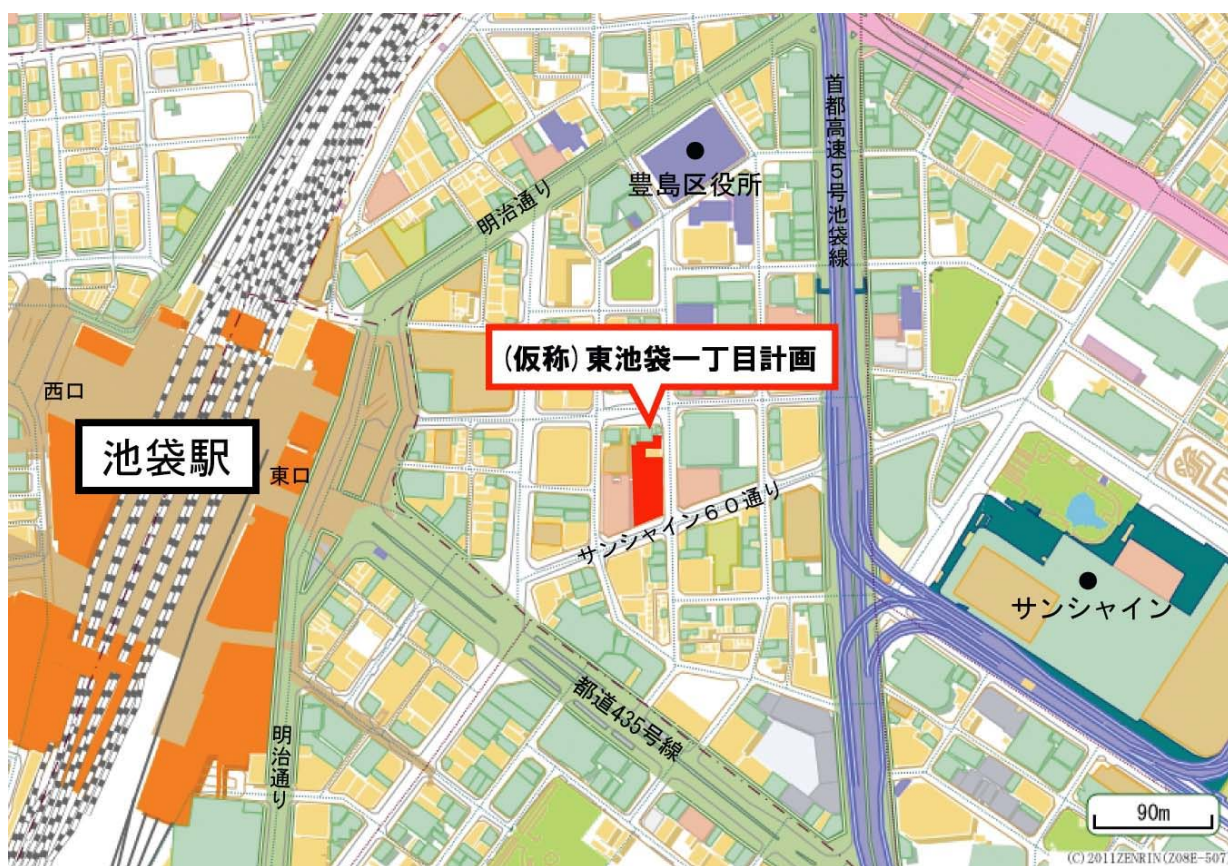 首都高速5号池袋線
豊島区役所
明治通り
(仮称)東池袋一丁目計画
西口
池袋駅
東口
サンシャイン60通り
サンシャイン
都道435号線
明治通り
90m
(C) 2011ZENRIN(Z08E-507